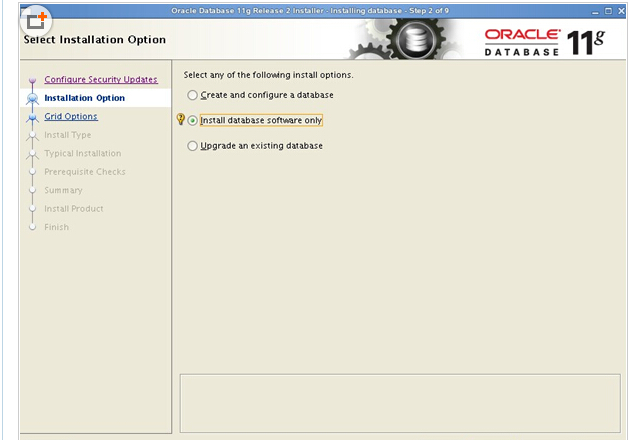 Oracle Database 11g Release 2 Installer - Installing database - Step 2 of 9
Select Installation Option
ORACLE
DATABASE 11g
Configure Security Updates
Installation Option
Grid Options
Install Type
Typical Installation
Prerequisite Checks
Summary
Install Product
Finish
Select any of the following install options.
Create and configure a database
Install database software only
Upgrade an existing database